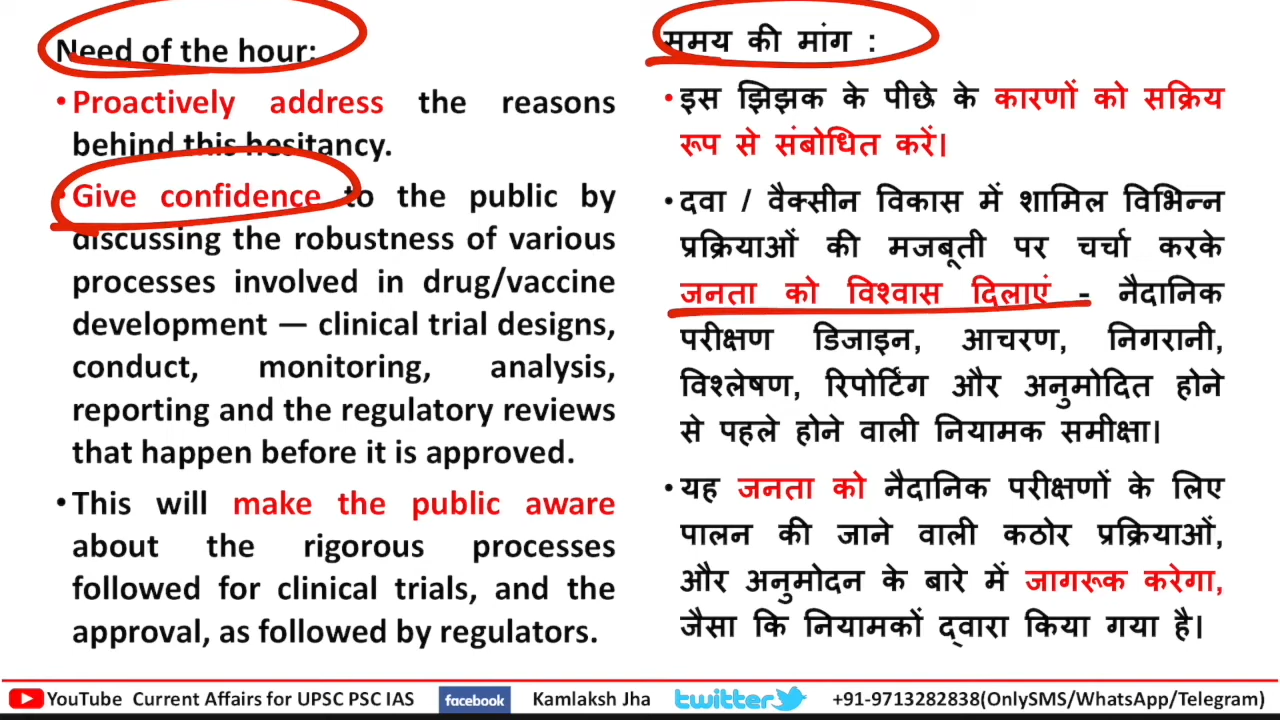 Need of the hour:
• Proactively address the reasons
behind this hesitancy.
• Give confidence to the public by
discussing the robustness of various
processes involved in drug/vaccine
development — clinical trial designs,
conduct, monitoring, analysis,
reporting and the regulatory reviews
that happen before it is approved.
• This will make the public aware
about the rigorous processes
followed for clinical trials, and the
approval, as followed by regulators.
समय की मांग :
• इस झिझक के पीछे के कारणों को सक्रिय
रूप से संबोधित करें।
• दवा / वैक्सीन विकास में शामिल विभिन्न
प्रक्रियाओं की मजबूती पर चर्चा करके
जनता को विश्वास दिलाएं - नैदानिक
परीक्षण डिजाइन, आचरण, निगरानी,
विश्लेषण, रिपोर्टिंग और अनुमोदित होने
से पहले होने वाली नियामक समीक्षा।
• यह जनता को नैदानिक परीक्षणों के लिए
पालन की जाने वाली कठोर प्रक्रियाओं,
और अनुमोदन के बारे में जागरूक करेगा,
जैसा कि नियामकों द्वारा किया गया है।
YouTube Current Affairs for UPSC PSC IAS facebook Kamlaksh Jha twitter +91-9713282838(OnlySMS/WhatsApp/Telegram)